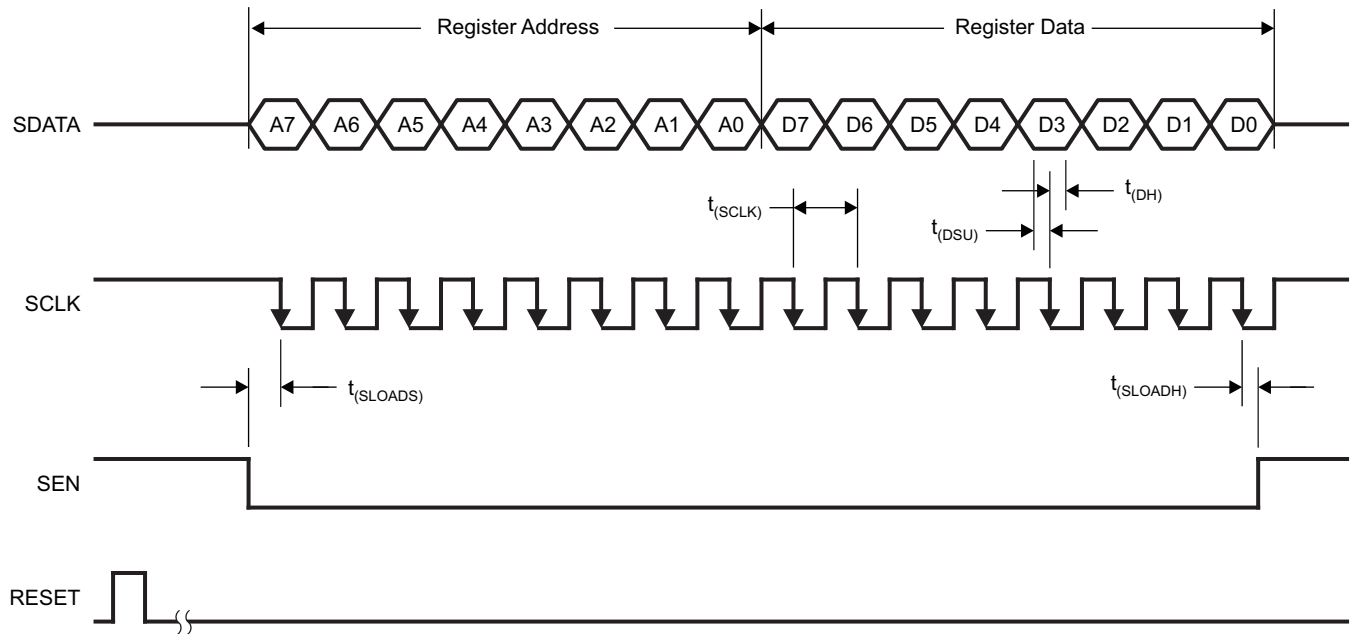 Register Address
Register Data
SDATA
A7 A6 A5 A4 A3 A2 A1 A0 D7 D6 D5 D4 D3 D2 D1 D0
t(SCLK)
t(DH)
t(DSU)
SCLK
t(SLOADS)
t(SLOADH)
SEN
RESET